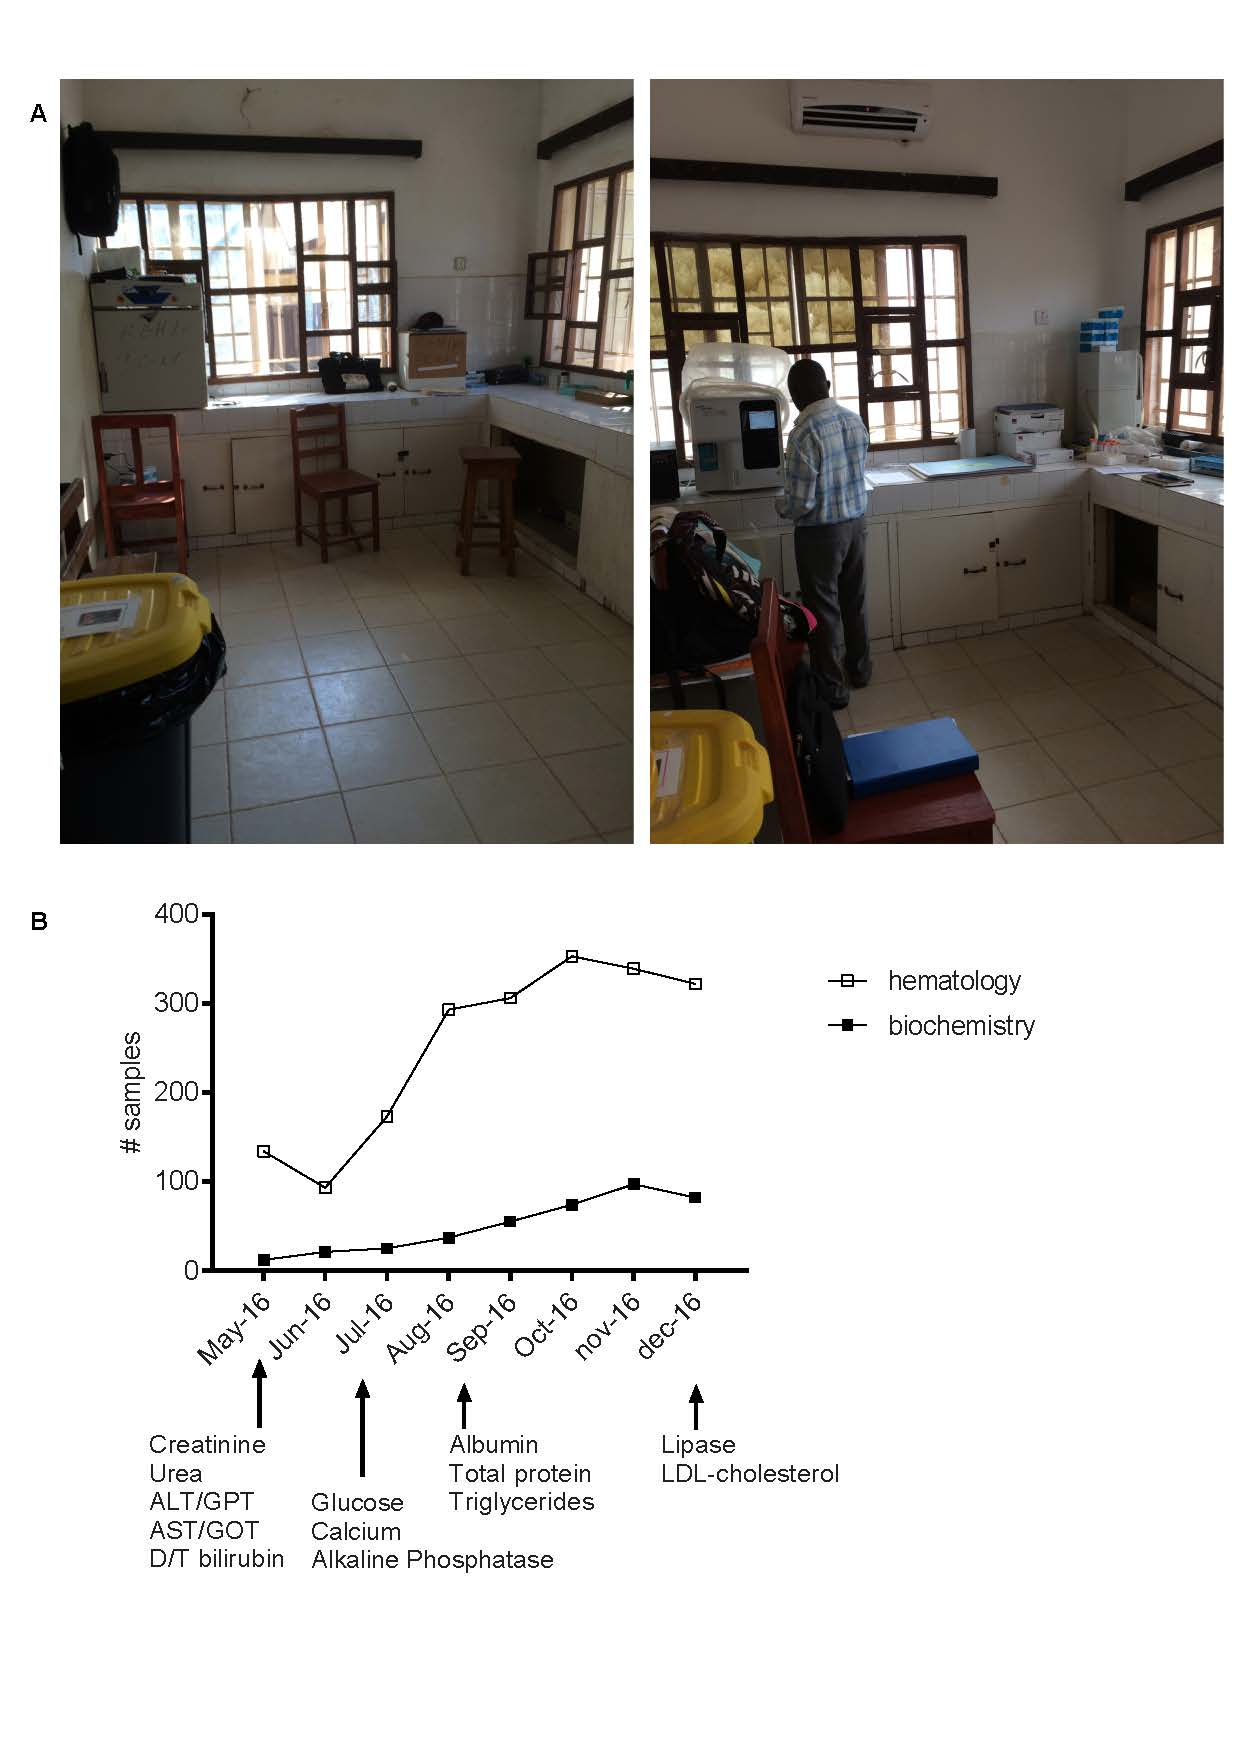 A
B
400
300
200
100
0
# samples
hematology
biochemistry
May-16
Jun-16
Jul-16
Aug-16
Sep-16
Oct-16
nov-16
dec-16
Creatinine
Urea
ALT/GPT
AST/GOT
D/T bilirubin
Glucose
Calcium
Alkaline Phosphatase
Albumin
Total protein
Triglycerides
Lipase
LDL-cholesterol